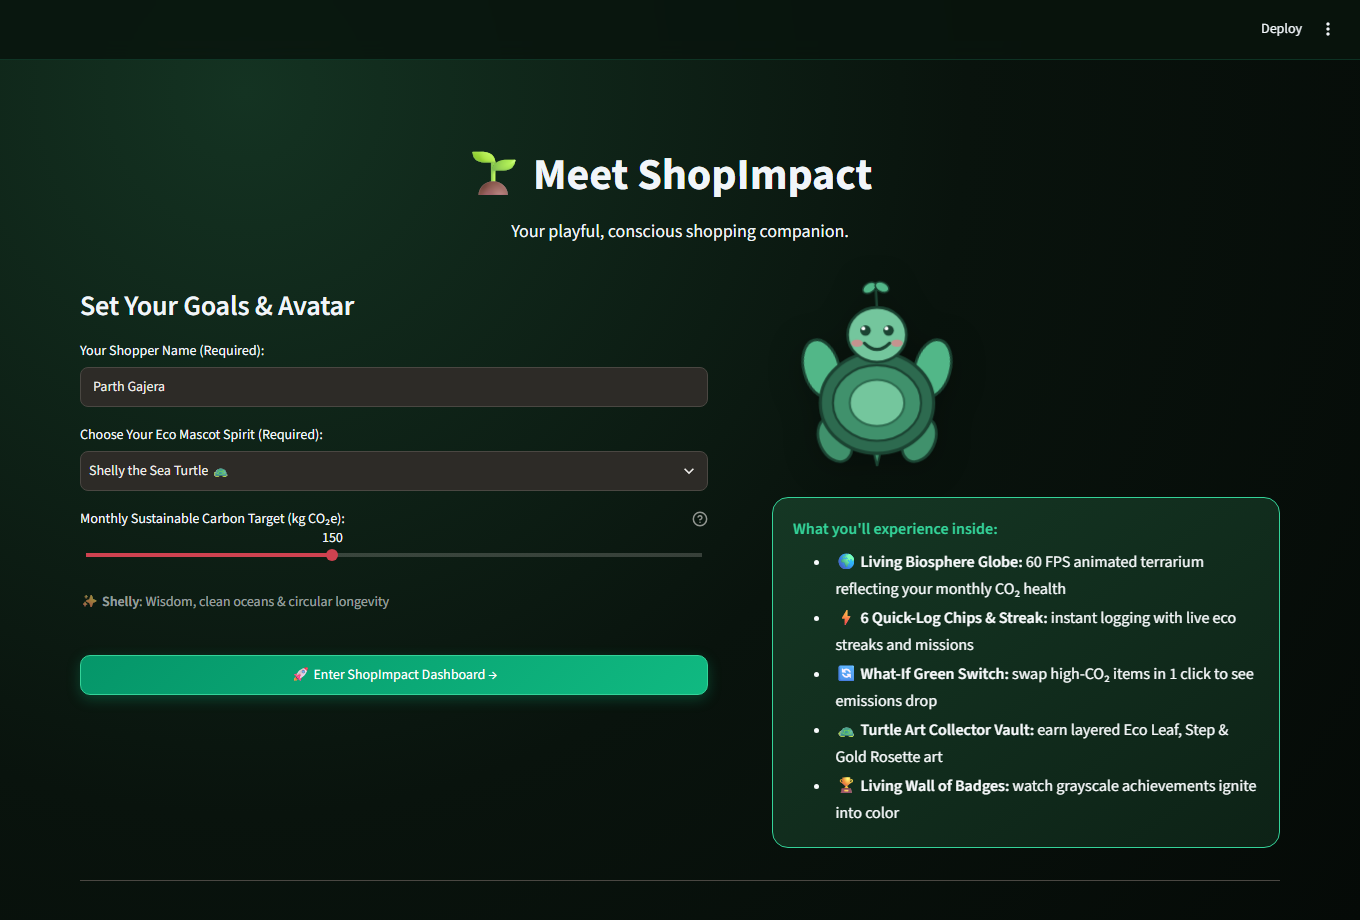 Deploy
🌱 Meet ShopImpact
Your playful, conscious shopping companion.
Set Your Goals & Avatar
Your Shopper Name (Required):
Parth Gajera
Choose Your Eco Mascot Spirit (Required):
Shelly the Sea Turtle 🐢
Monthly Sustainable Carbon Target (kg CO₂e):
150
✨ Shelly: Wisdom, clean oceans & circular longevity
🚀 Enter ShopImpact Dashboard →
What you'll experience inside:
• 🌍 Living Biosphere Globe: 60 FPS animated terrarium
reflecting your monthly CO₂ health
• ⚡ 6 Quick-Log Chips & Streak: instant logging with live eco
streaks and missions
• 🔄 What-If Green Switch: swap high-CO₂ items in 1 click to see
emissions drop
• 🐢 Turtle Art Collector Vault: earn layered Eco Leaf, Step &
Gold Rosette art
• 🏆 Living Wall of Badges: watch grayscale achievements ignite
into color